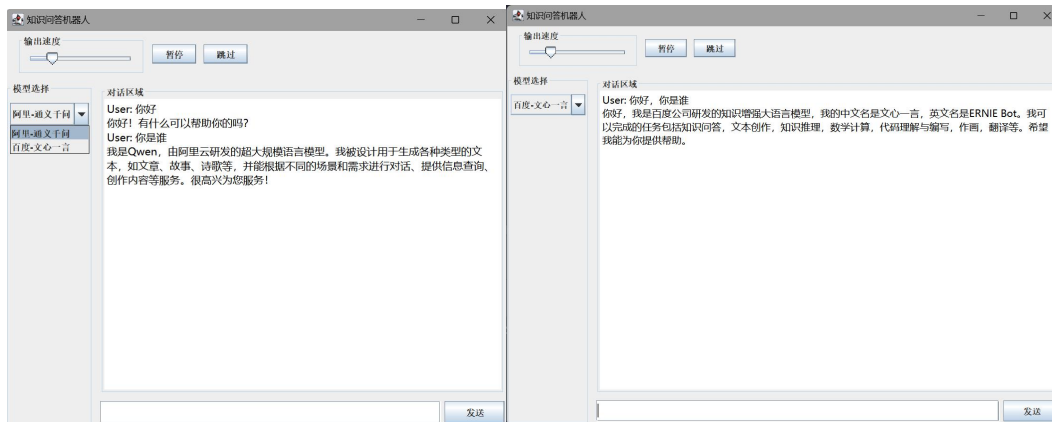 知识问答机器人
输出速度
暂停
跳过
模型选择
阿里-通义千问
阿里-通义千问
百度-文心一言
对话区域
User: 你好
你好！有什么可以帮助你的吗?
User: 你是谁
我是Qwen，由阿里云研发的超大规模语言模型。我被设计用于生成各种类型的文
本，如文章、故事、诗歌等，并能根据不同的场景和需求进行对话、提供信息查询、
创作内容等服务。很高兴为您服务！
发送
知识问答机器人
输出速度
暂停
跳过
模型选择
百度-文心一言
对话区域
User: 你好，你是谁
你好，我是百度公司研发的知识增强大语言模型，我的中文名是文心一言，英文名是ERNIE Bot。我可
以完成的任务包括知识问答，文本创作，知识推理，数学计算，代码理解与编写，作画，翻译等。希望
我能为你提供帮助。
发送